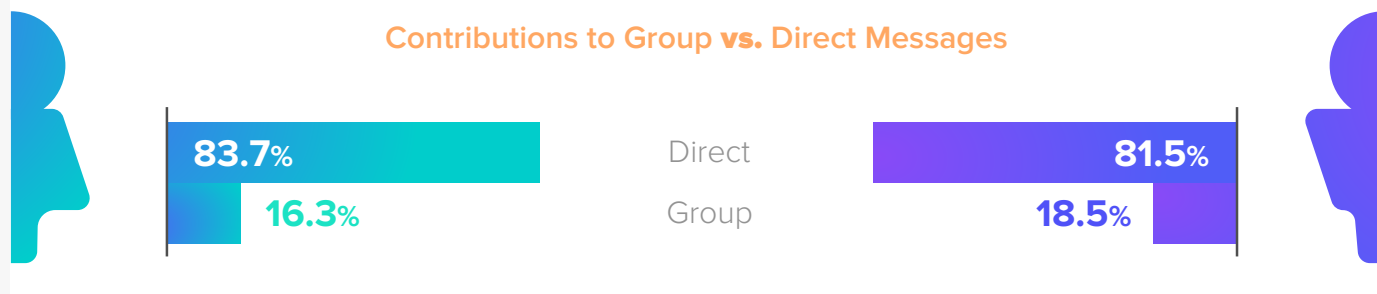 Contributions to Group vs. Direct Messages
83.7% Direct 81.5%
16.3% Group 18.5%